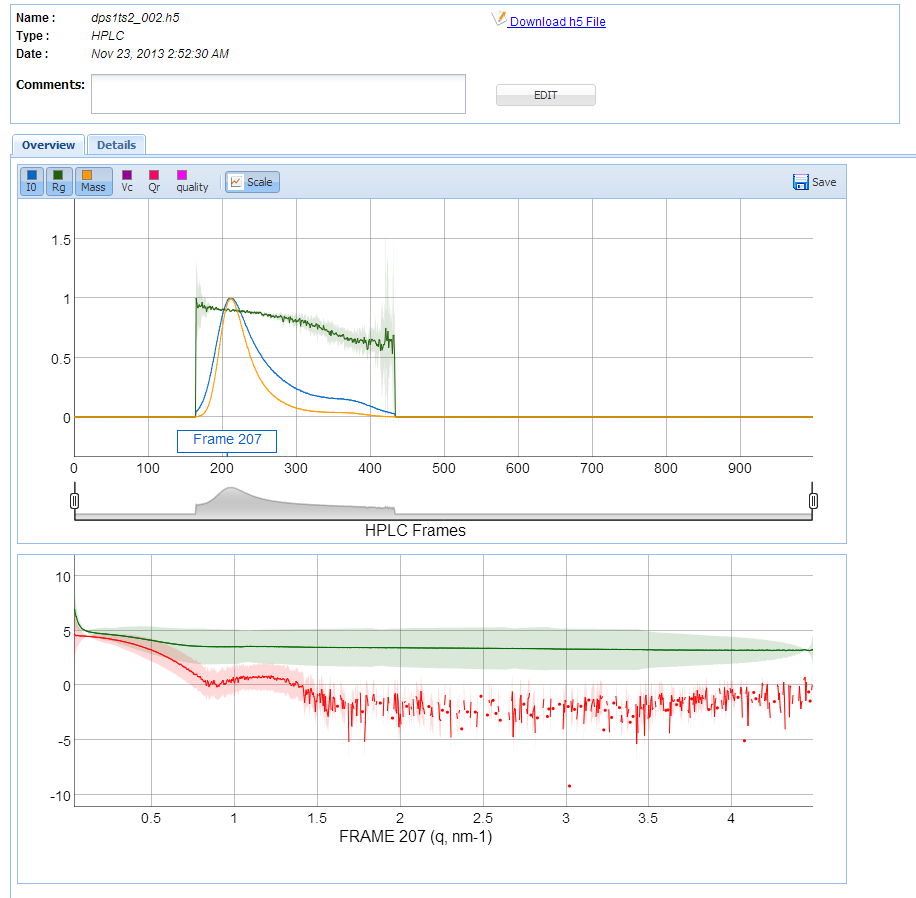 Name : dps1ts2_002.h5 Download h5 File
Type : HPLC
Date : Nov 23, 2013 2:52:30 AM
Comments:
EDIT
Overview Details
I0 Rg Mass Vc Qr quality Scale Save
1.5
1
0.5
0
Frame 207
0 100 200 300 400 500 600 700 800 900
HPLC Frames
10
5
0
-5
-10
0.5 1 1.5 2 2.5 3 3.5 4
FRAME 207 (q, nm-1)